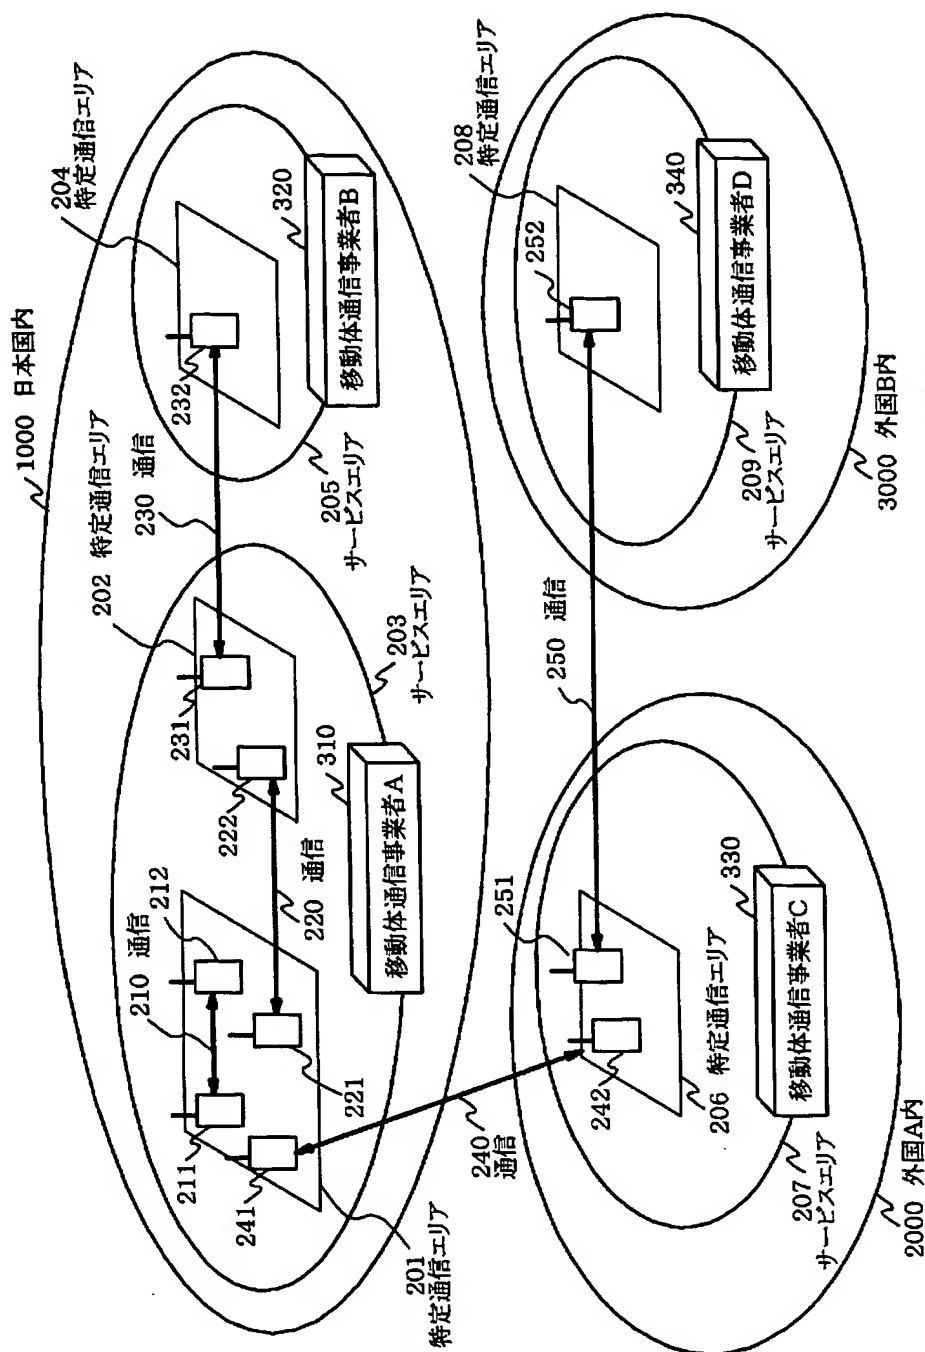 1000 日本国内
204
特定通信エリア
202 特定通信エリア
230 通信
232
320
移動体通信事業者B
205
サービスエリア
231
222
203
サービスエリア
310
移動体通信事業者A
220 通信
212
210 通信
211
221
241
201
特定通信エリア
240
通信
208
特定通信エリア
252
340
移動体通信事業者D
209
サービスエリア
3000 外国B内
250 通信
251
242
330
移動体通信事業者C
206 特定通信エリア
207
サービスエリア
2000 外国A内